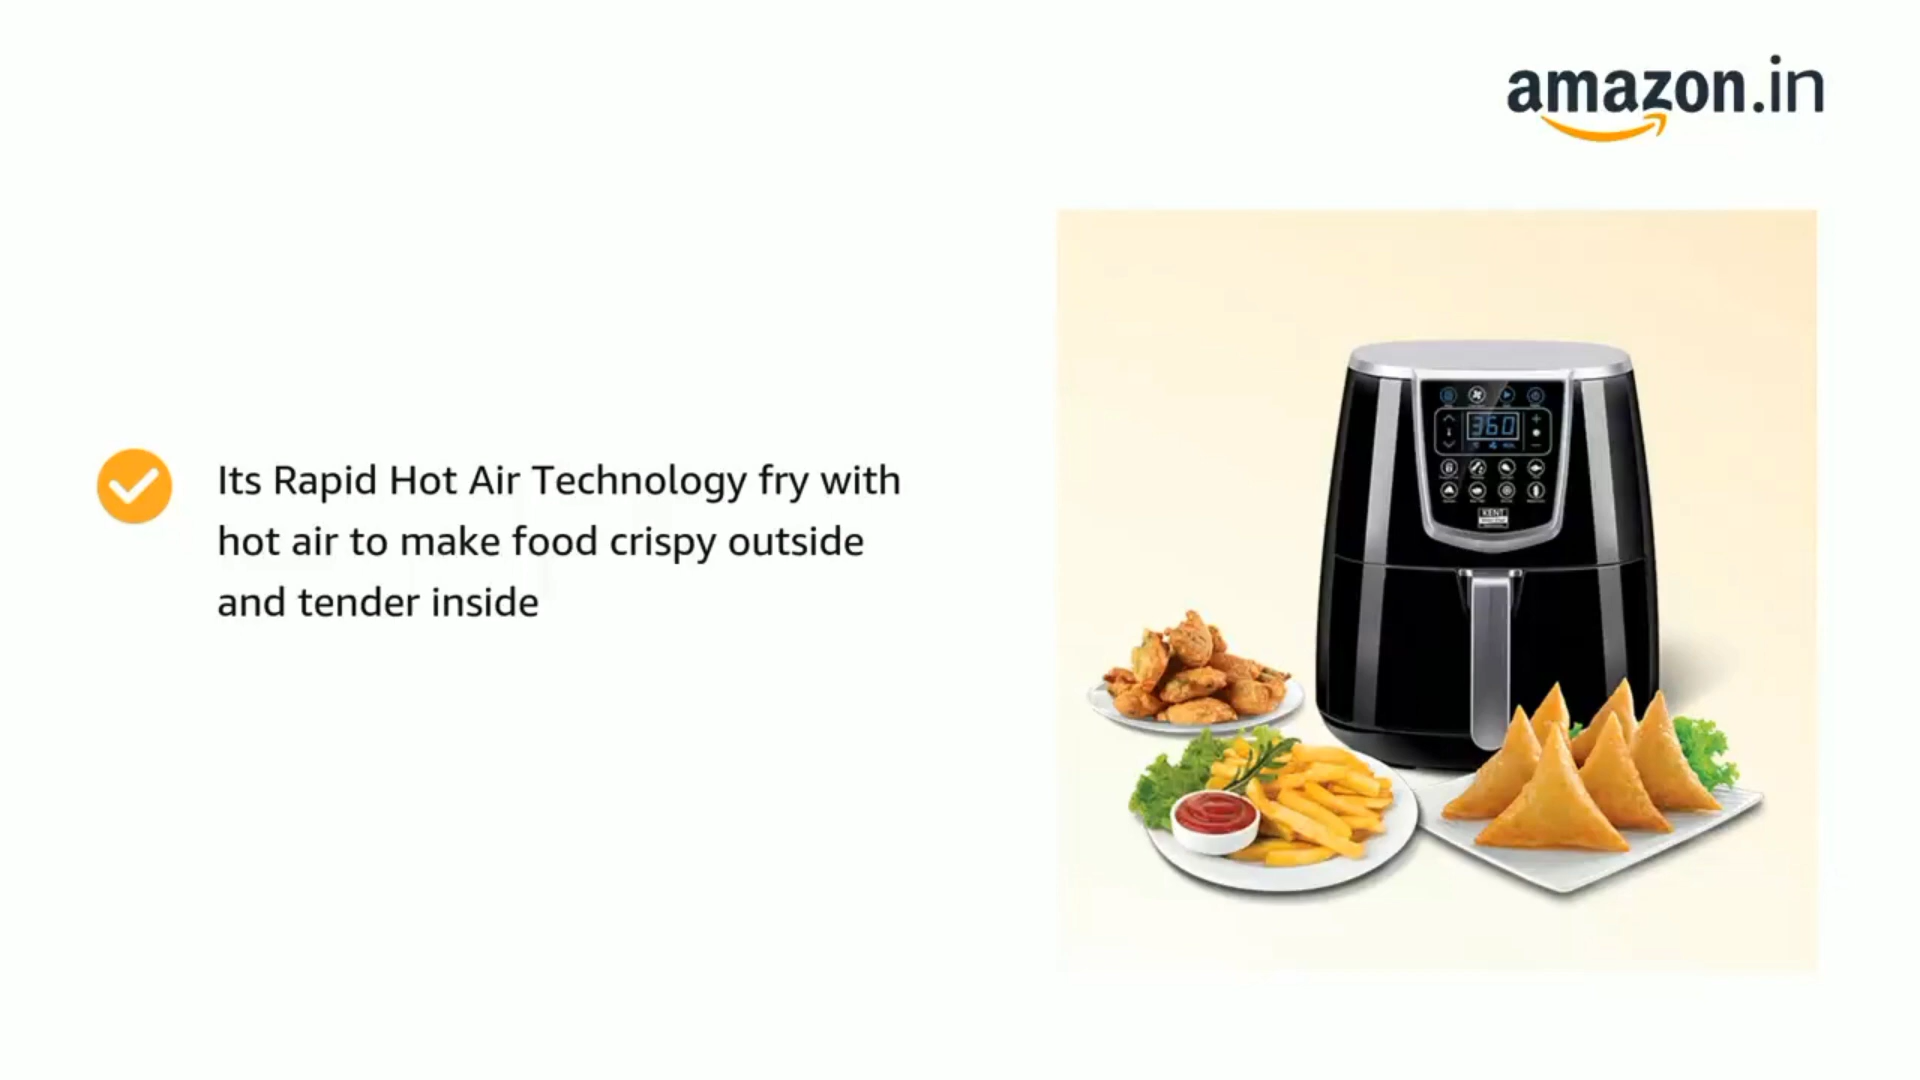 amazon.in
Its Rapid Hot Air Technology fry with
hot air to make food crispy outside
and tender inside
360
KENT